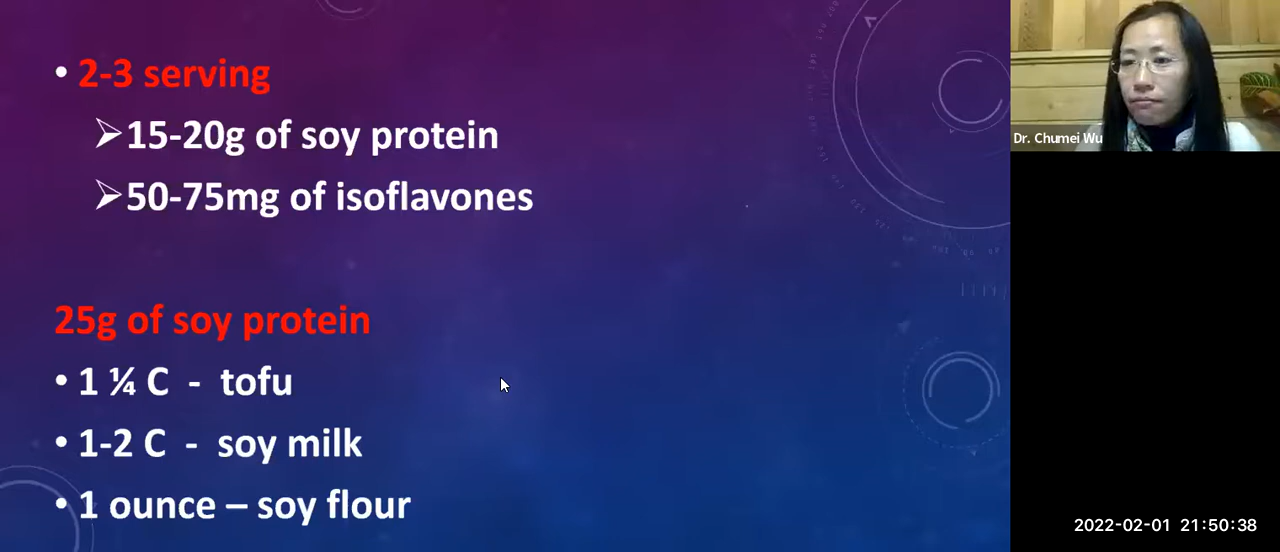 • 2-3 serving
➢15-20g of soy protein
➢50-75mg of isoflavones
25g of soy protein
• 1 ¼ C - tofu
• 1-2 C - soy milk
• 1 ounce – soy flour
Dr. Chumei Wu
2022-02-01 21:50:38